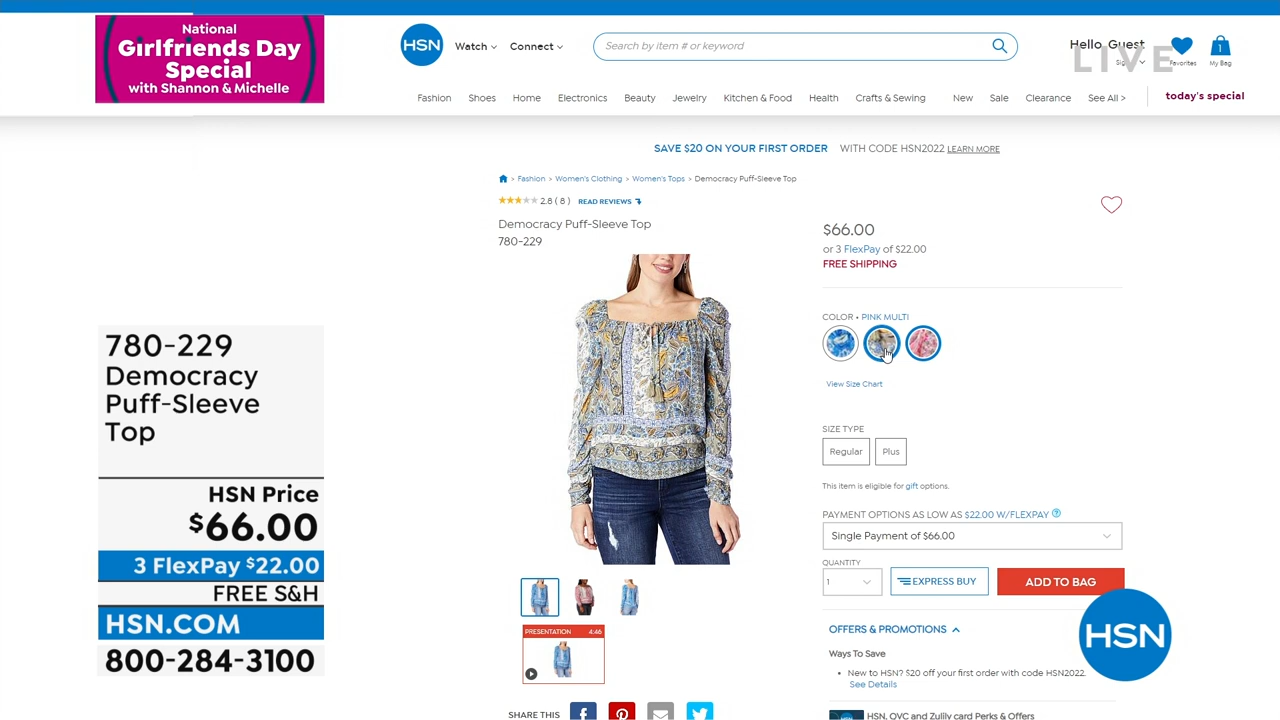 National
Girlfriends Day
Special
with Shannon & Michelle
HSN
Watch
Connect
Search by item # or keyword
Hello, Guest
LIVE
Favorites
1
My Bag
Fashion Shoes Home Electronics Beauty Jewelry Kitchen & Food Health Crafts & Sewing New Sale Clearance See All >
today's special
SAVE $20 ON YOUR FIRST ORDER WITH CODE HSN2022 LEARN MORE
> Fashion > Women's Clothing > Women's Tops > Democracy Puff-Sleeve Top
2.8 ( 8 ) READ REVIEWS
Democracy Puff-Sleeve Top
780-229
$66.00
or 3 FlexPay of $22.00
FREE SHIPPING
COLOR • PINK MULTI
View Size Chart
SIZE TYPE
Regular Plus
This item is eligible for gift options.
PAYMENT OPTIONS AS LOW AS $22.00 W/FLEXPAY ?
Single Payment of $66.00
QUANTITY
1
EXPRESS BUY
ADD TO BAG
OFFERS & PROMOTIONS
Ways To Save
• New to HSN? $20 off your first order with code HSN2022.
See Details
HSN, QVC and Zulily card Perks & Offers
PRESENTATION 4:46
SHARE THIS
HSN
780-229
Democracy
Puff-Sleeve
Top
HSN Price
$66.00
3 FlexPay $22.00
FREE S&H
HSN.COM
800-284-3100